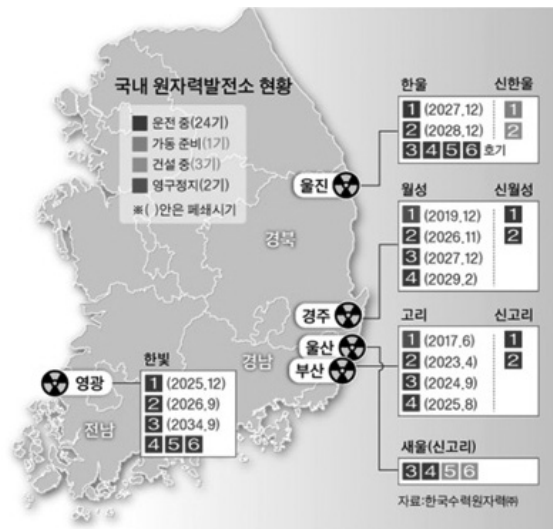 국내 원자력발전소 현황
운전 중(24기)
가동 준비(1기)
건설 중(3기)
영구정지(2기)
※( )안은 폐쇄시기
경북
경남
전남
울진
경주
울산
부산
영광
한울 신한울
1 (2027.12) 1
2 (2028.12) 2
3 4 5 6 호기
월성 신월성
1 (2019.12) 1
2 (2026.11) 2
3 (2027.12)
4 (2029.2)
고리 신고리
1 (2017.6) 1
2 (2023.4) 2
3 (2024.9)
4 (2025.8)
새울(신고리)
3 4 5 6
한빛
1 (2025.12)
2 (2026.9)
3 (2034.9)
4 5 6
자료:한국수력원자력㈜